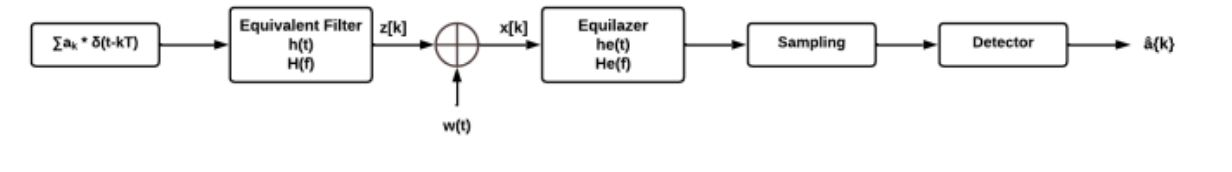 ∑aₖ * δ(t-kT)
Equivalent Filter
h(t)
H(f)
z[k]
x[k]
w(t)
Equilazer
he(t)
He(f)
Sampling
Detector
â{k}